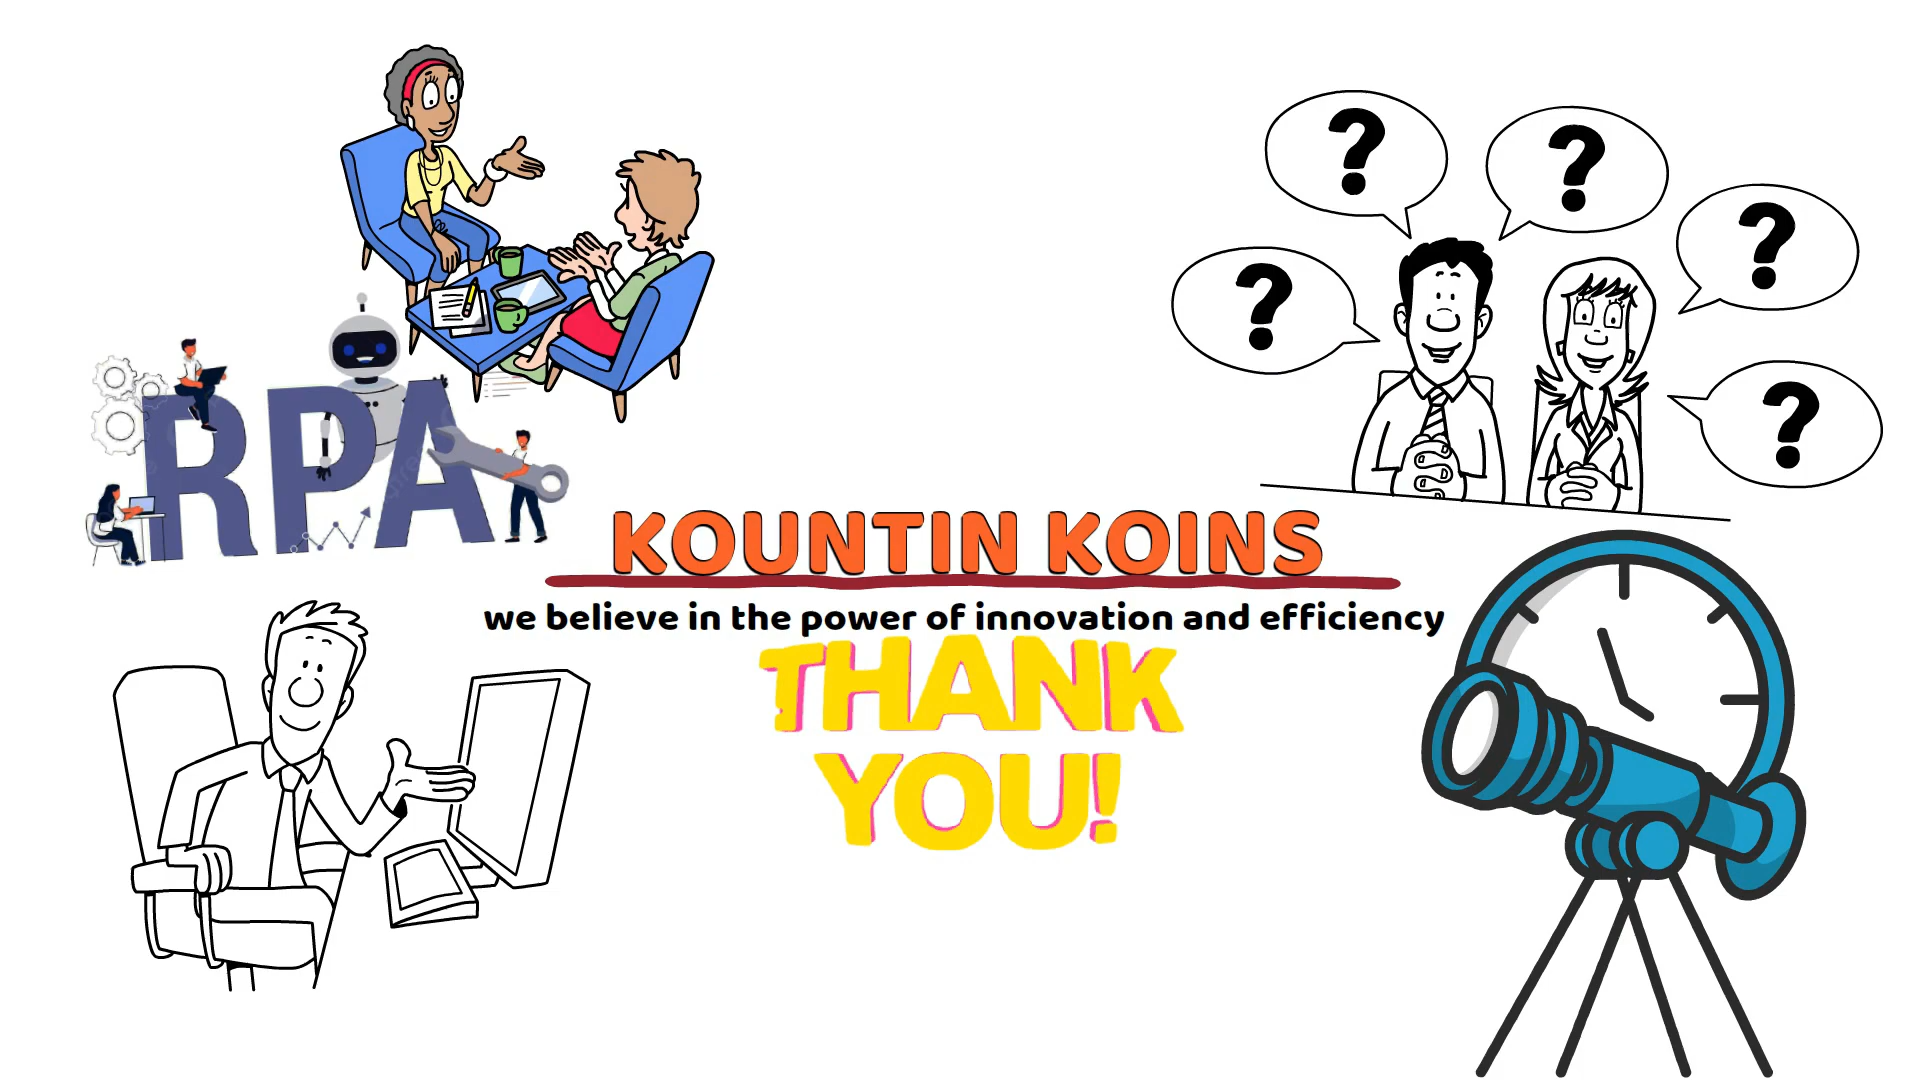 ?
?
?
?
?
RPA
KOUNTIN KOINS
we believe in the power of innovation and efficiency
THANK
YOU!